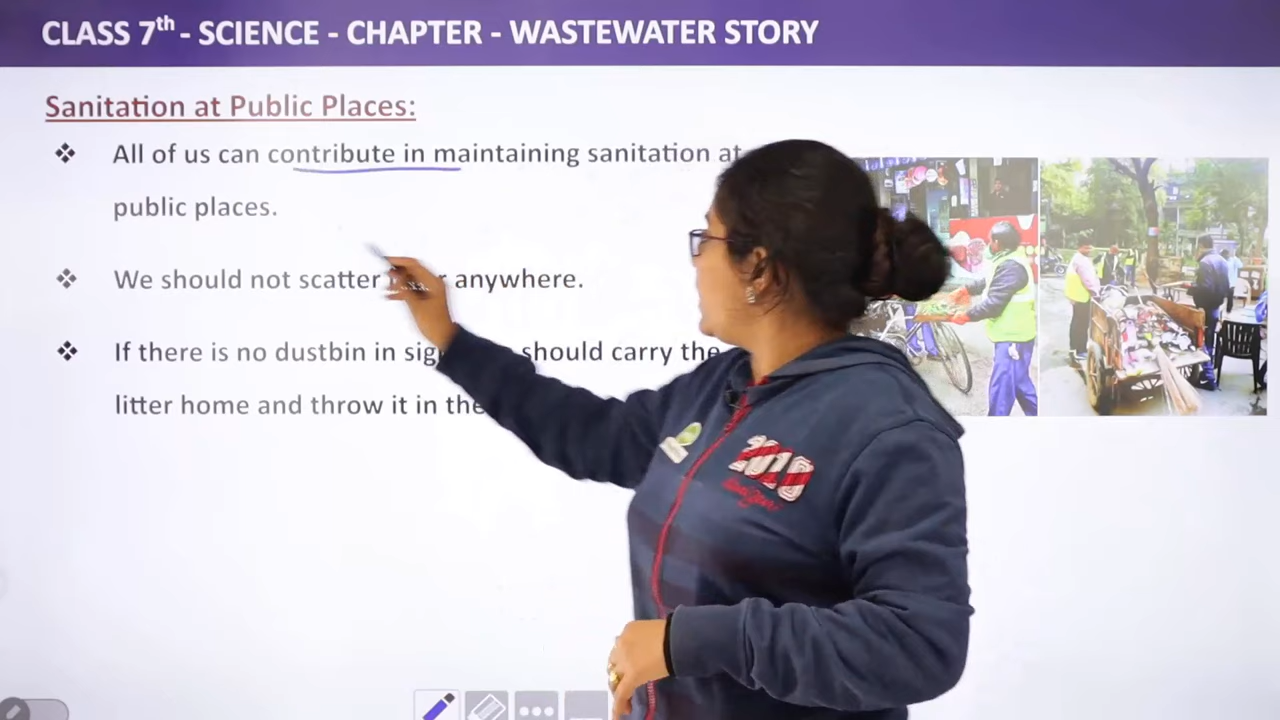 CLASS 7th - SCIENCE - CHAPTER - WASTEWATER STORY
Sanitation at Public Places:
❖ All of us can contribute in maintaining sanitation at
public places.
❖ We should not scatter anywhere.
❖ If there is no dustbin in should carry the
litter home and throw it in the
2010